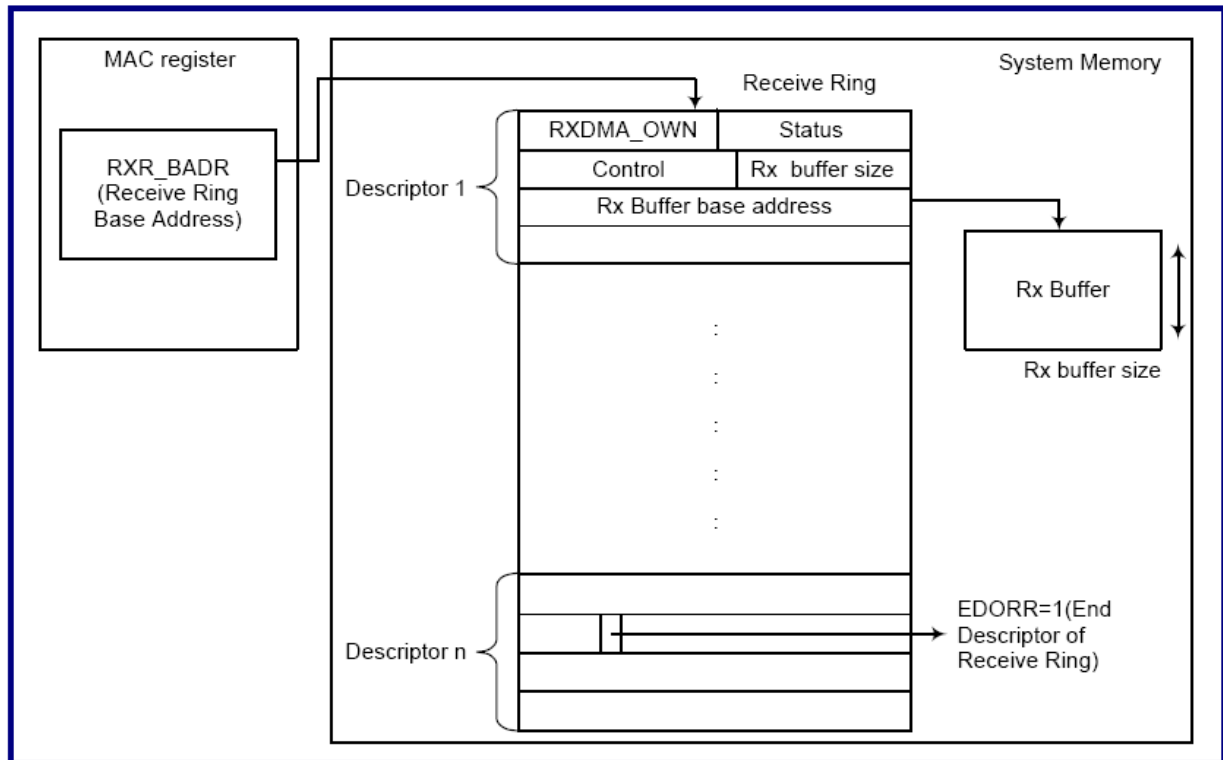 MAC register
RXR_BADR
(Receive Ring
Base Address)
System Memory
Receive Ring
Descriptor 1
RXDMA_OWN
Status
Control
Rx buffer size
Rx Buffer base address
Rx Buffer
Rx buffer size
:
:
:
:
:
Descriptor n
EDORR=1(End
Descriptor of
Receive Ring)